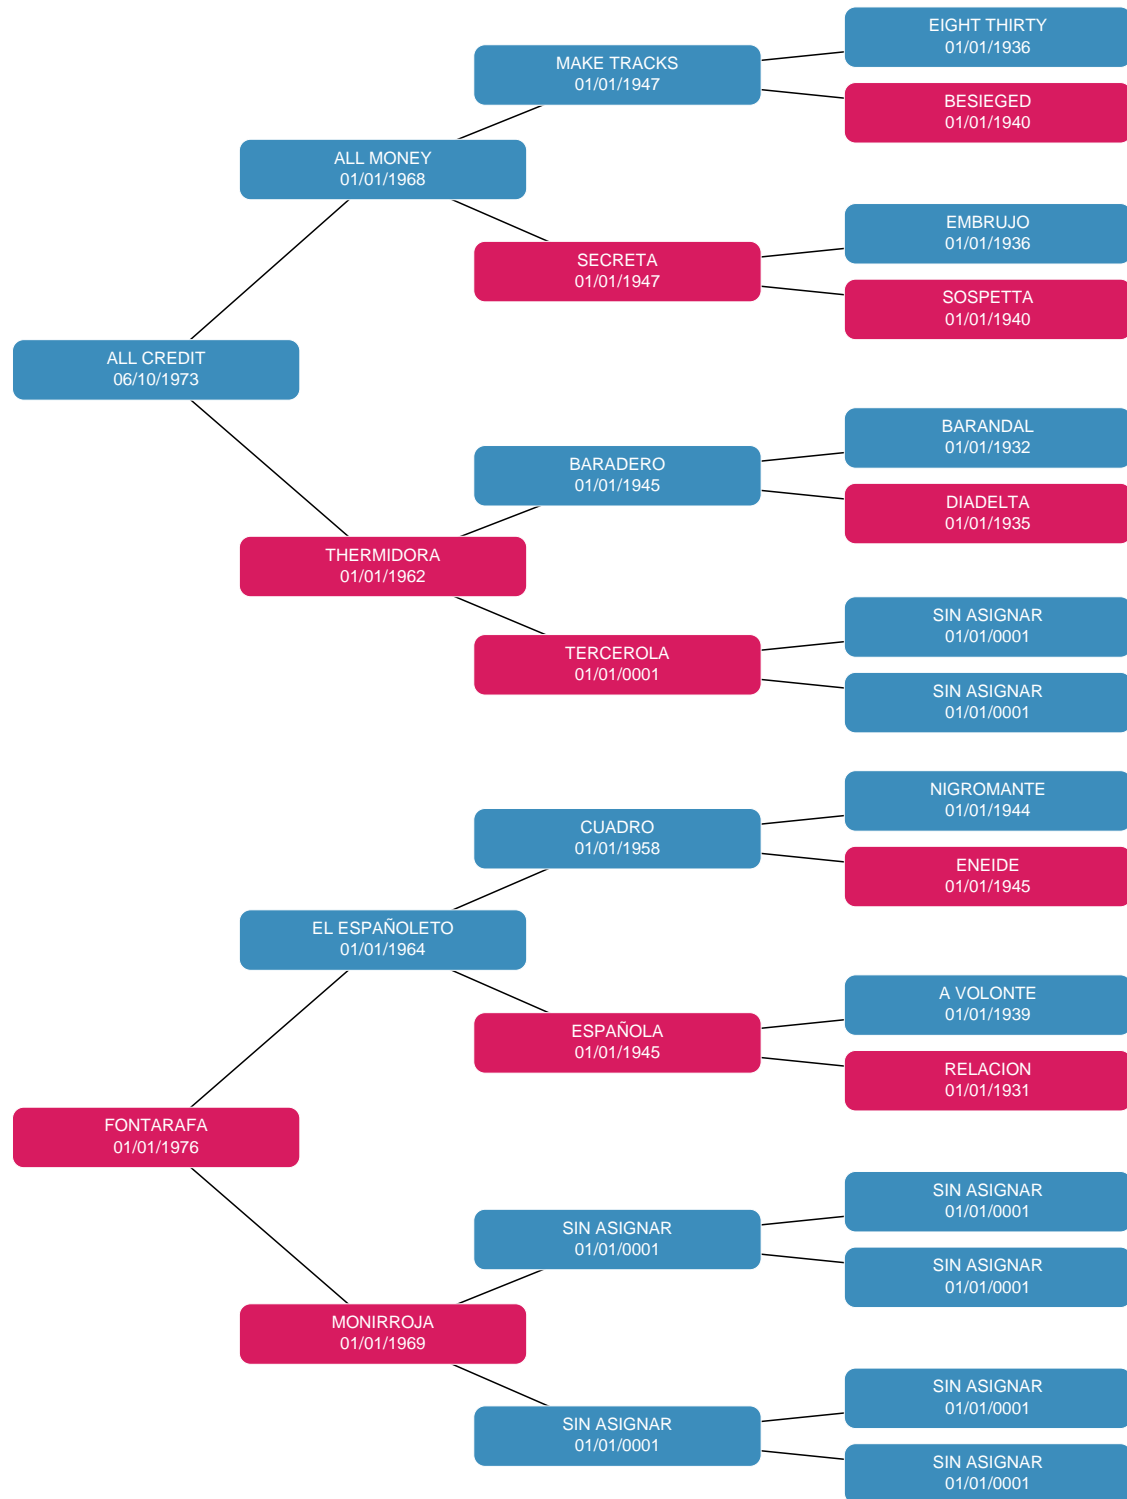 EIGHT THIRTY
01/01/1936
MAKE TRACKS
01/01/1947
BESIEGED
01/01/1940
ALL MONEY
01/01/1968
EMBRUJO
01/01/1936
SECRETA
01/01/1947
SOSPETTA
01/01/1940
ALL CREDIT
06/10/1973
BARANDAL
01/01/1932
BARADERO
01/01/1945
DIADELTA
01/01/1935
THERMIDORA
01/01/1962
SIN ASIGNAR
01/01/0001
TERCEROLA
01/01/0001
SIN ASIGNAR
01/01/0001
NIGROMANTE
01/01/1944
CUADRO
01/01/1958
ENEIDE
01/01/1945
EL ESPAÑOLETO
01/01/1964
A VOLONTE
01/01/1939
ESPAÑOLA
01/01/1945
RELACION
01/01/1931
FONTARAFA
01/01/1976
SIN ASIGNAR
01/01/0001
SIN ASIGNAR
01/01/0001
SIN ASIGNAR
01/01/0001
MONIRROJA
01/01/1969
SIN ASIGNAR
01/01/0001
SIN ASIGNAR
01/01/0001
SIN ASIGNAR
01/01/0001